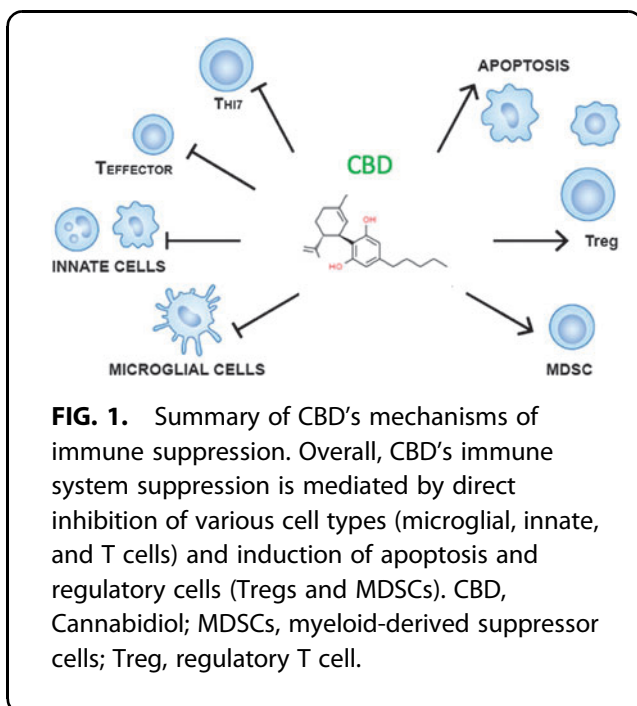 TH17
APOPTOSIS
TEFFECTOR
CBD
OH
HO
Treg
INNATE CELLS
MICROGLIAL CELLS
MDSC
FIG. 1. Summary of CBD's mechanisms of
immune suppression. Overall, CBD's immune
system suppression is mediated by direct
inhibition of various cell types (microglial, innate,
and T cells) and induction of apoptosis and
regulatory cells (Tregs and MDSCs). CBD,
Cannabidiol; MDSCs, myeloid-derived suppressor
cells; Treg, regulatory T cell.